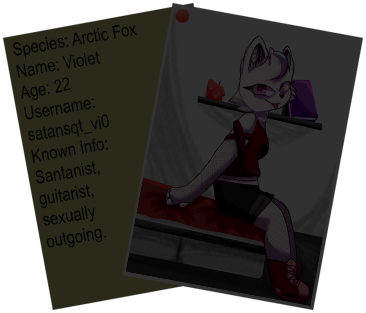 Species: Arctic Fox
Name: Violet
Age: 22
Username:
satansqt_vi0
Known Info:
Santanist,
guitarist,
sexually
outgoing.